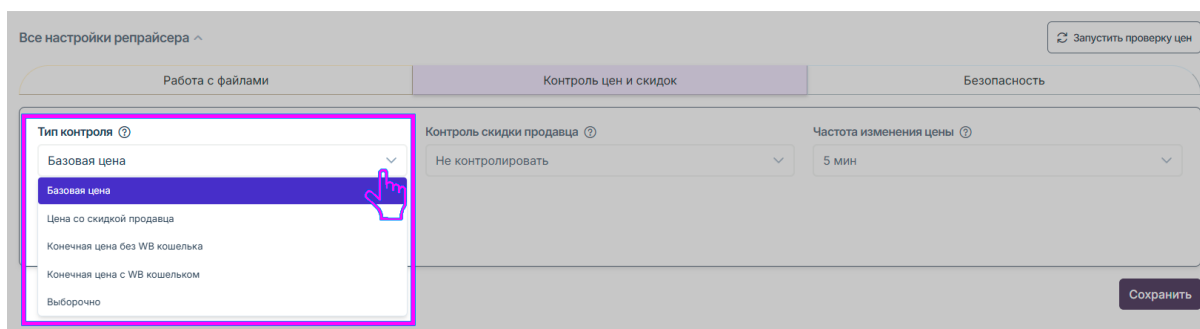 Все настройки репрайсера
Запустить проверку цен
Работа с файлами
Контроль цен и скидок
Безопасность
Тип контроля
Контроль скидки продавца
Частота изменения цены
Базовая цена
Не контролировать
5 мин
Базовая цена
Цена со скидкой продавца
Конечная цена без WB кошелька
Конечная цена с WB кошельком
Выборочно
Сохранить